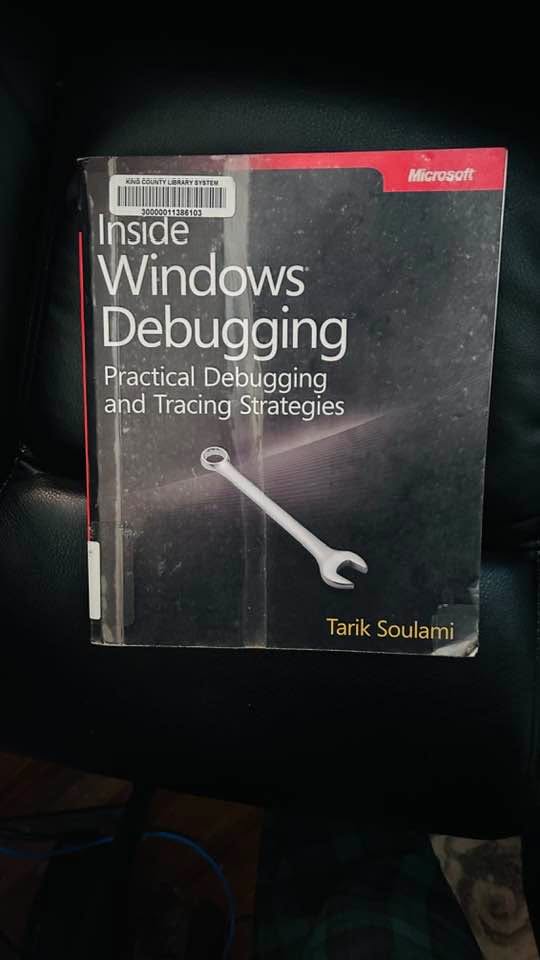 Microsoft
KING COUNTY LIBRARY SYSTEM
30000011386103
Inside
Windows®
Debugging
Practical Debugging
and Tracing Strategies
Tarik Soulami